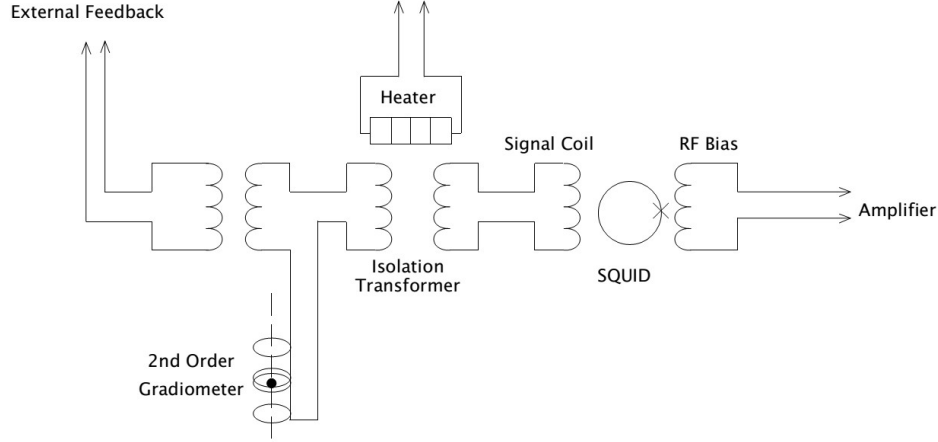 External Feedback
Heater
Signal Coil
RF Bias
Amplifier
Isolation
Transformer
SQUID
2nd Order
Gradiometer